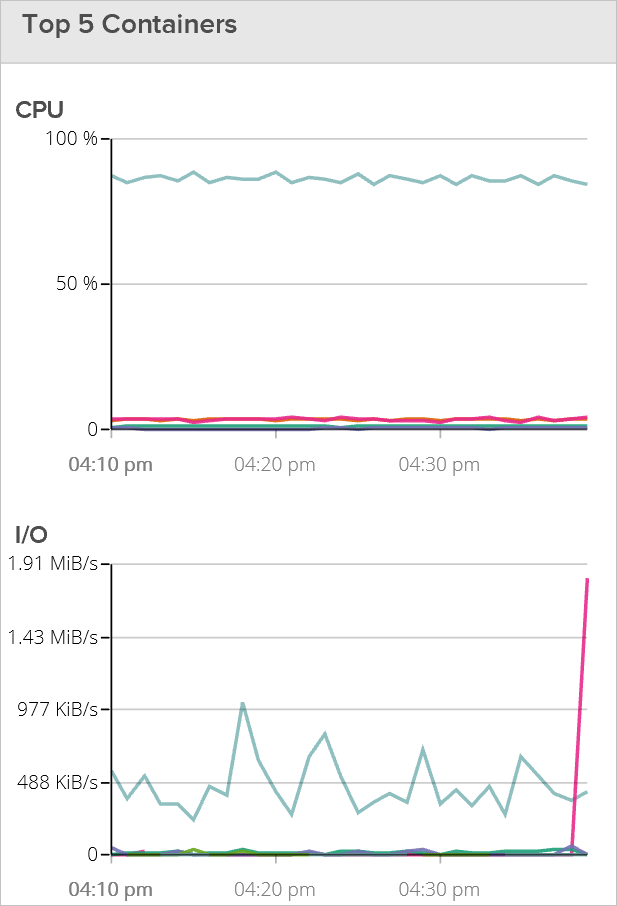 Top 5 Containers
CPU
100 %
50 %
0
04:10 pm 04:20 pm 04:30 pm
I/O
1.91 MiB/s
1.43 MiB/s
977 KiB/s
488 KiB/s
0
04:10 pm 04:20 pm 04:30 pm